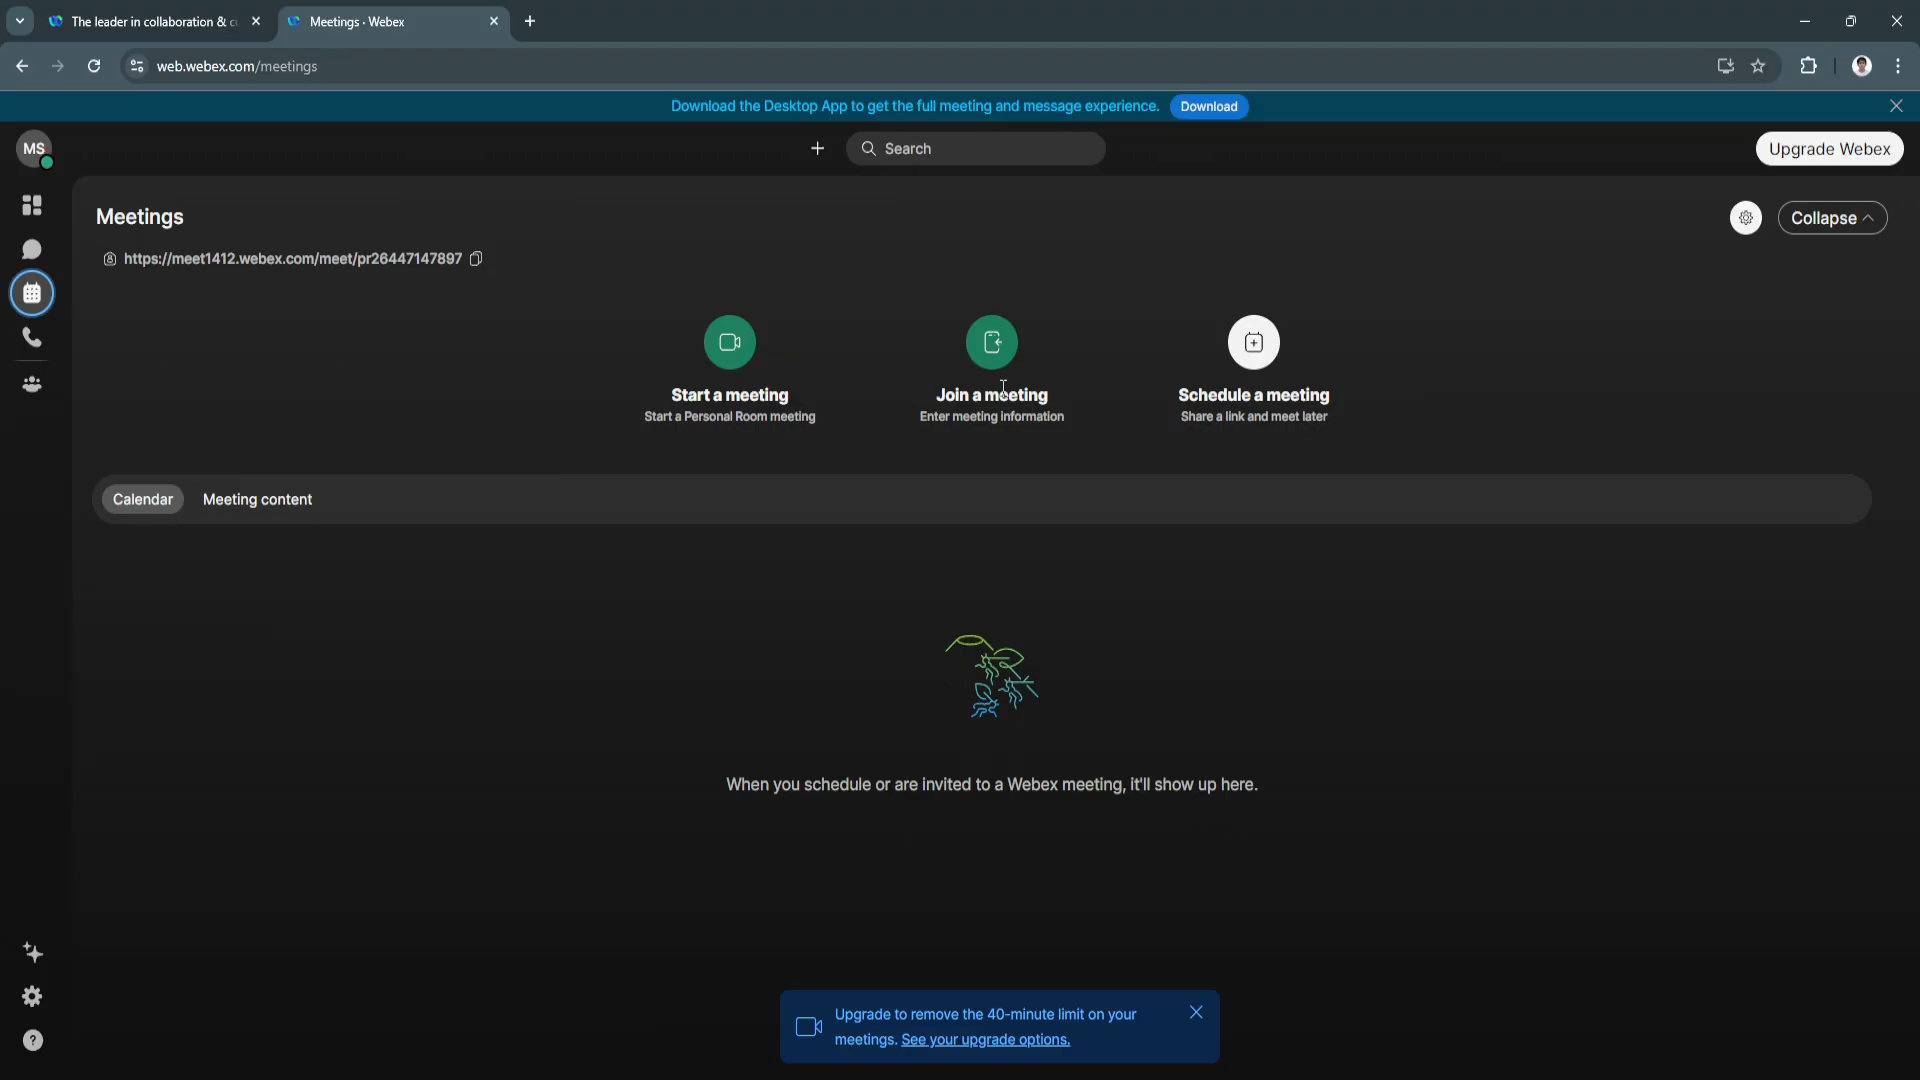 The leader in collaboration & c
Meetings · Webex
web.webex.com/meetings
Download the Desktop App to get the full meeting and message experience.
Download
MS
Search
Upgrade Webex
Meetings
Collapse
https://meet1412.webex.com/meet/pr26447147897
Start a meeting
Start a Personal Room meeting
Join a meeting
Enter meeting information
Schedule a meeting
Share a link and meet later
Calendar
Meeting content
When you schedule or are invited to a Webex meeting, it'll show up here.
Upgrade to remove the 40-minute limit on your
meetings. See your upgrade options.